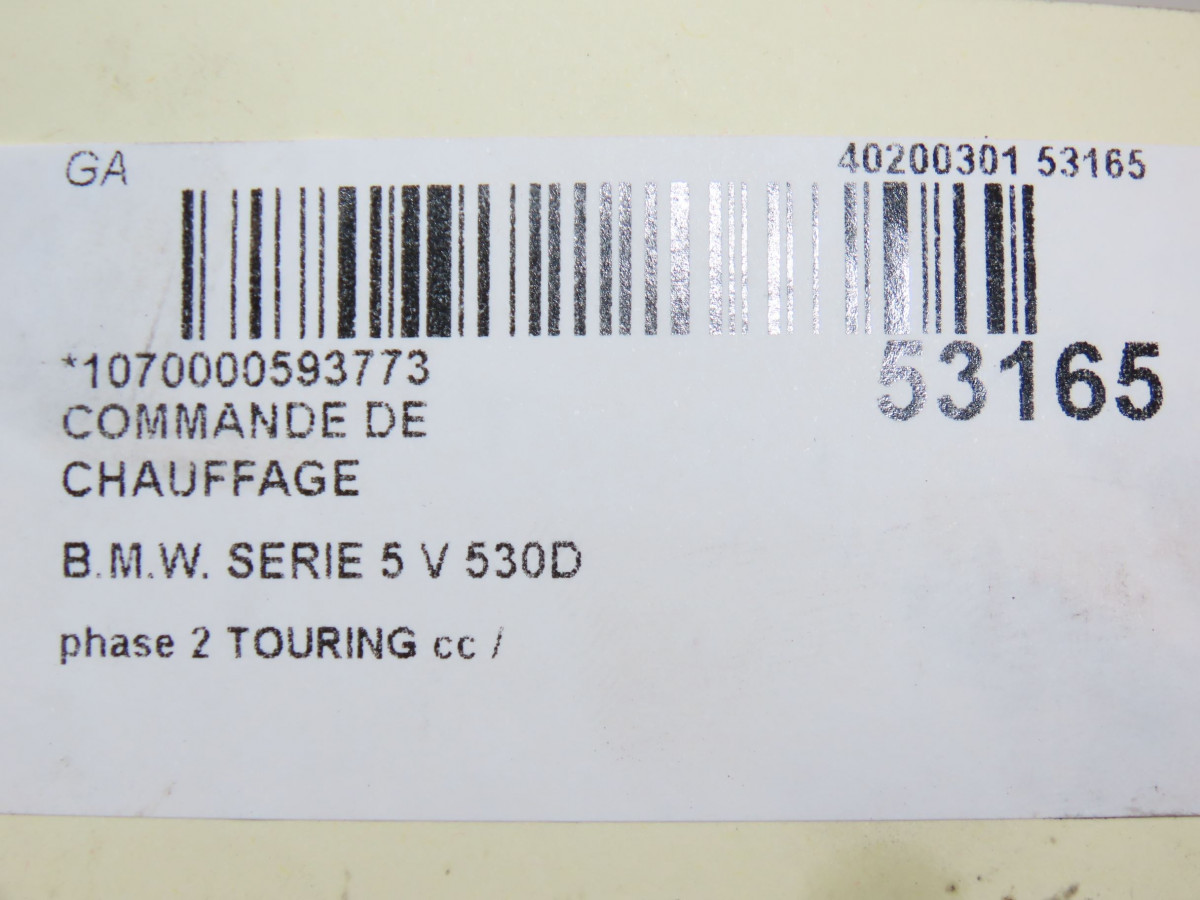 GA 40200301 53165
*1070000593773 53165
COMMANDE DE
CHAUFFAGE
B.M.W. SERIE 5 V 530D
phase 2 TOURING cc /